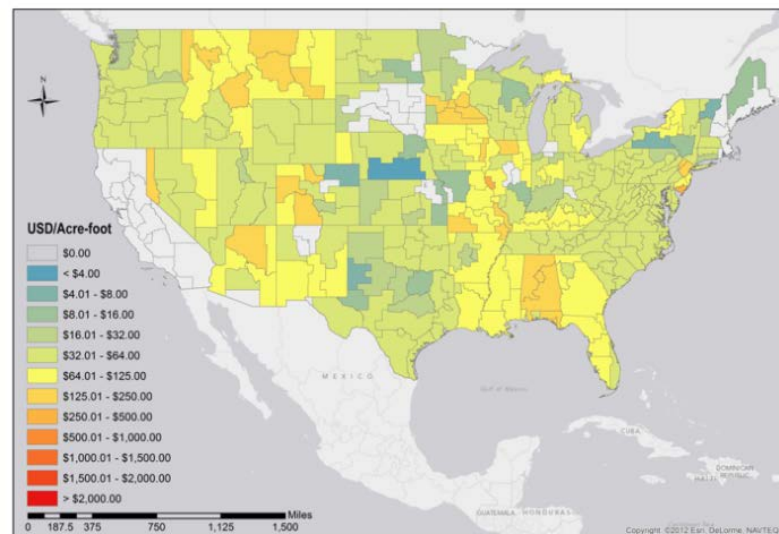 N
USD/Acre-foot
$0.00
< $4.00
$4.01 - $8.00
$8.01 - $16.00
$16.01 - $32.00
$32.01 - $64.00
$64.01 - $125.00
$125.01 - $250.00
$250.01 - $500.00
$500.01 - $1,000.00
$1,000.01 - $1,500.00
$1,500.01 - $2,000.00
> $2,000.00
MEXICO
Gulf of Mexico
CUBA
HAITI
DOMINICAN
REPUBLIC
GUATEMALA
HONDURAS
Miles
0 187.5 375 750 1,125 1,500
Copyright: ©2012 Esri, DeLorme, NAVTEQ